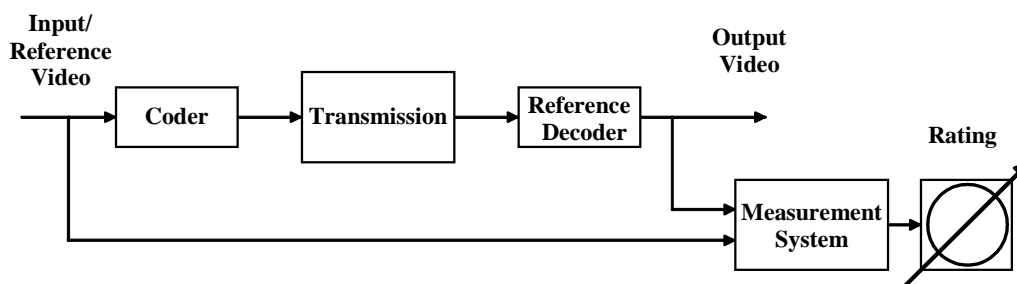 Input/
Reference
Video
Coder
Transmission
Reference
Decoder
Output
Video
Measurement
System
Rating